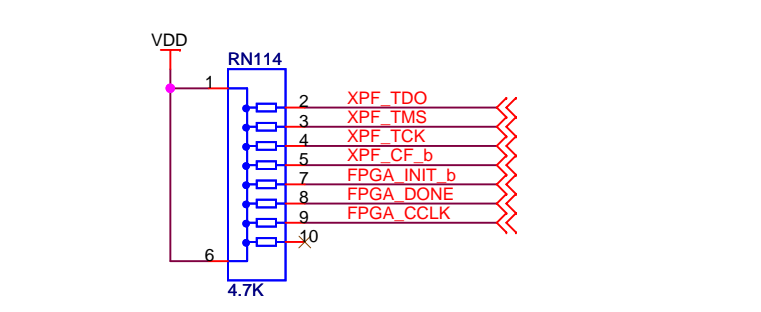 VDD
RN114
1
2 XPF_TDO
3 XPF_TMS
4 XPF_TCK
5 XPF_CF_b
7 FPGA_INIT_b
8 FPGA_DONE
9 FPGA_CCLK
10
6
4.7K